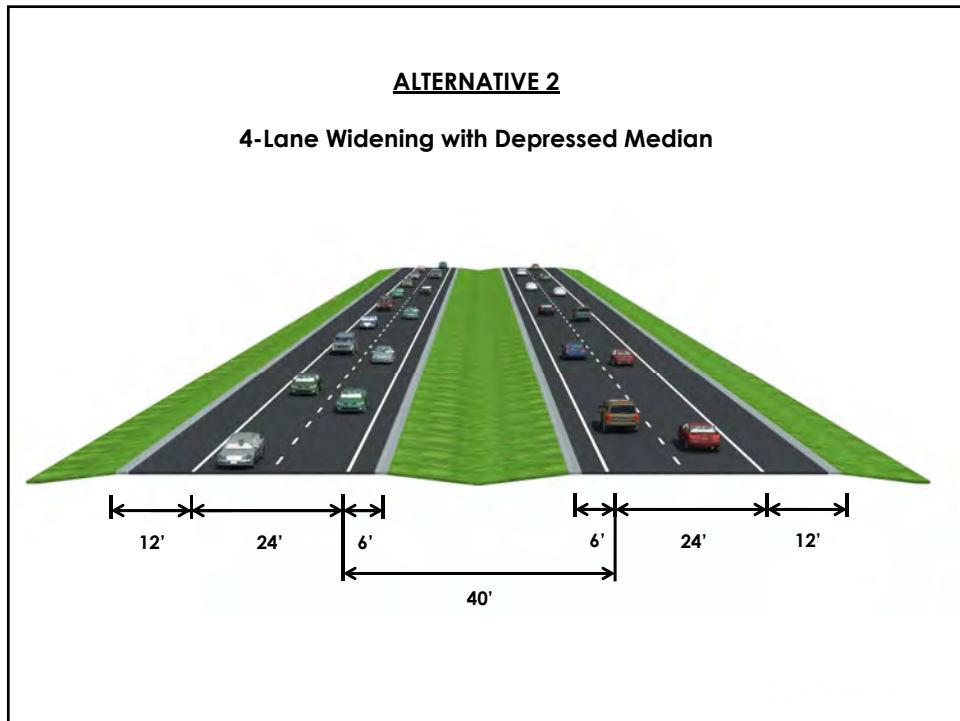 ALTERNATIVE 2
4-Lane Widening with Depressed Median
12’ 24’ 6’ 6’ 24’ 12’
40’